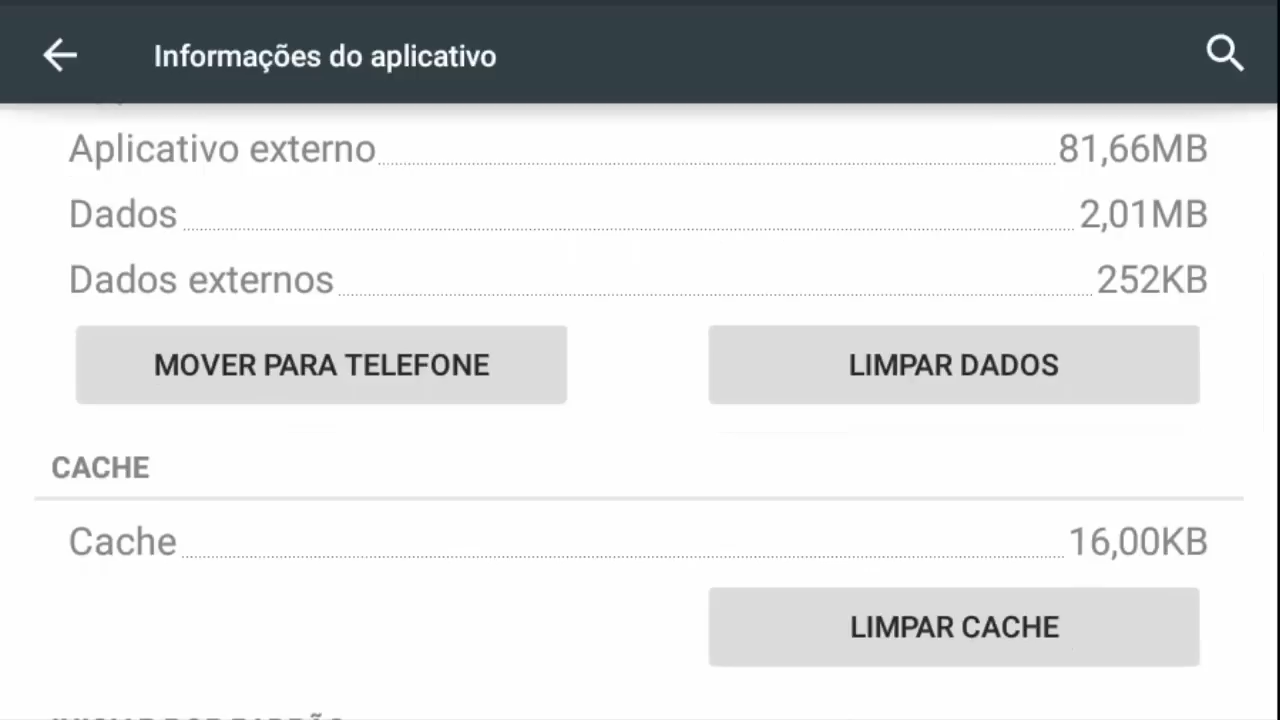 Informações do aplicativo
Aplicativo externo 81,66MB
Dados 2,01MB
Dados externos 252KB
MOVER PARA TELEFONE LIMPAR DADOS
CACHE
Cache 16,00KB
LIMPAR CACHE